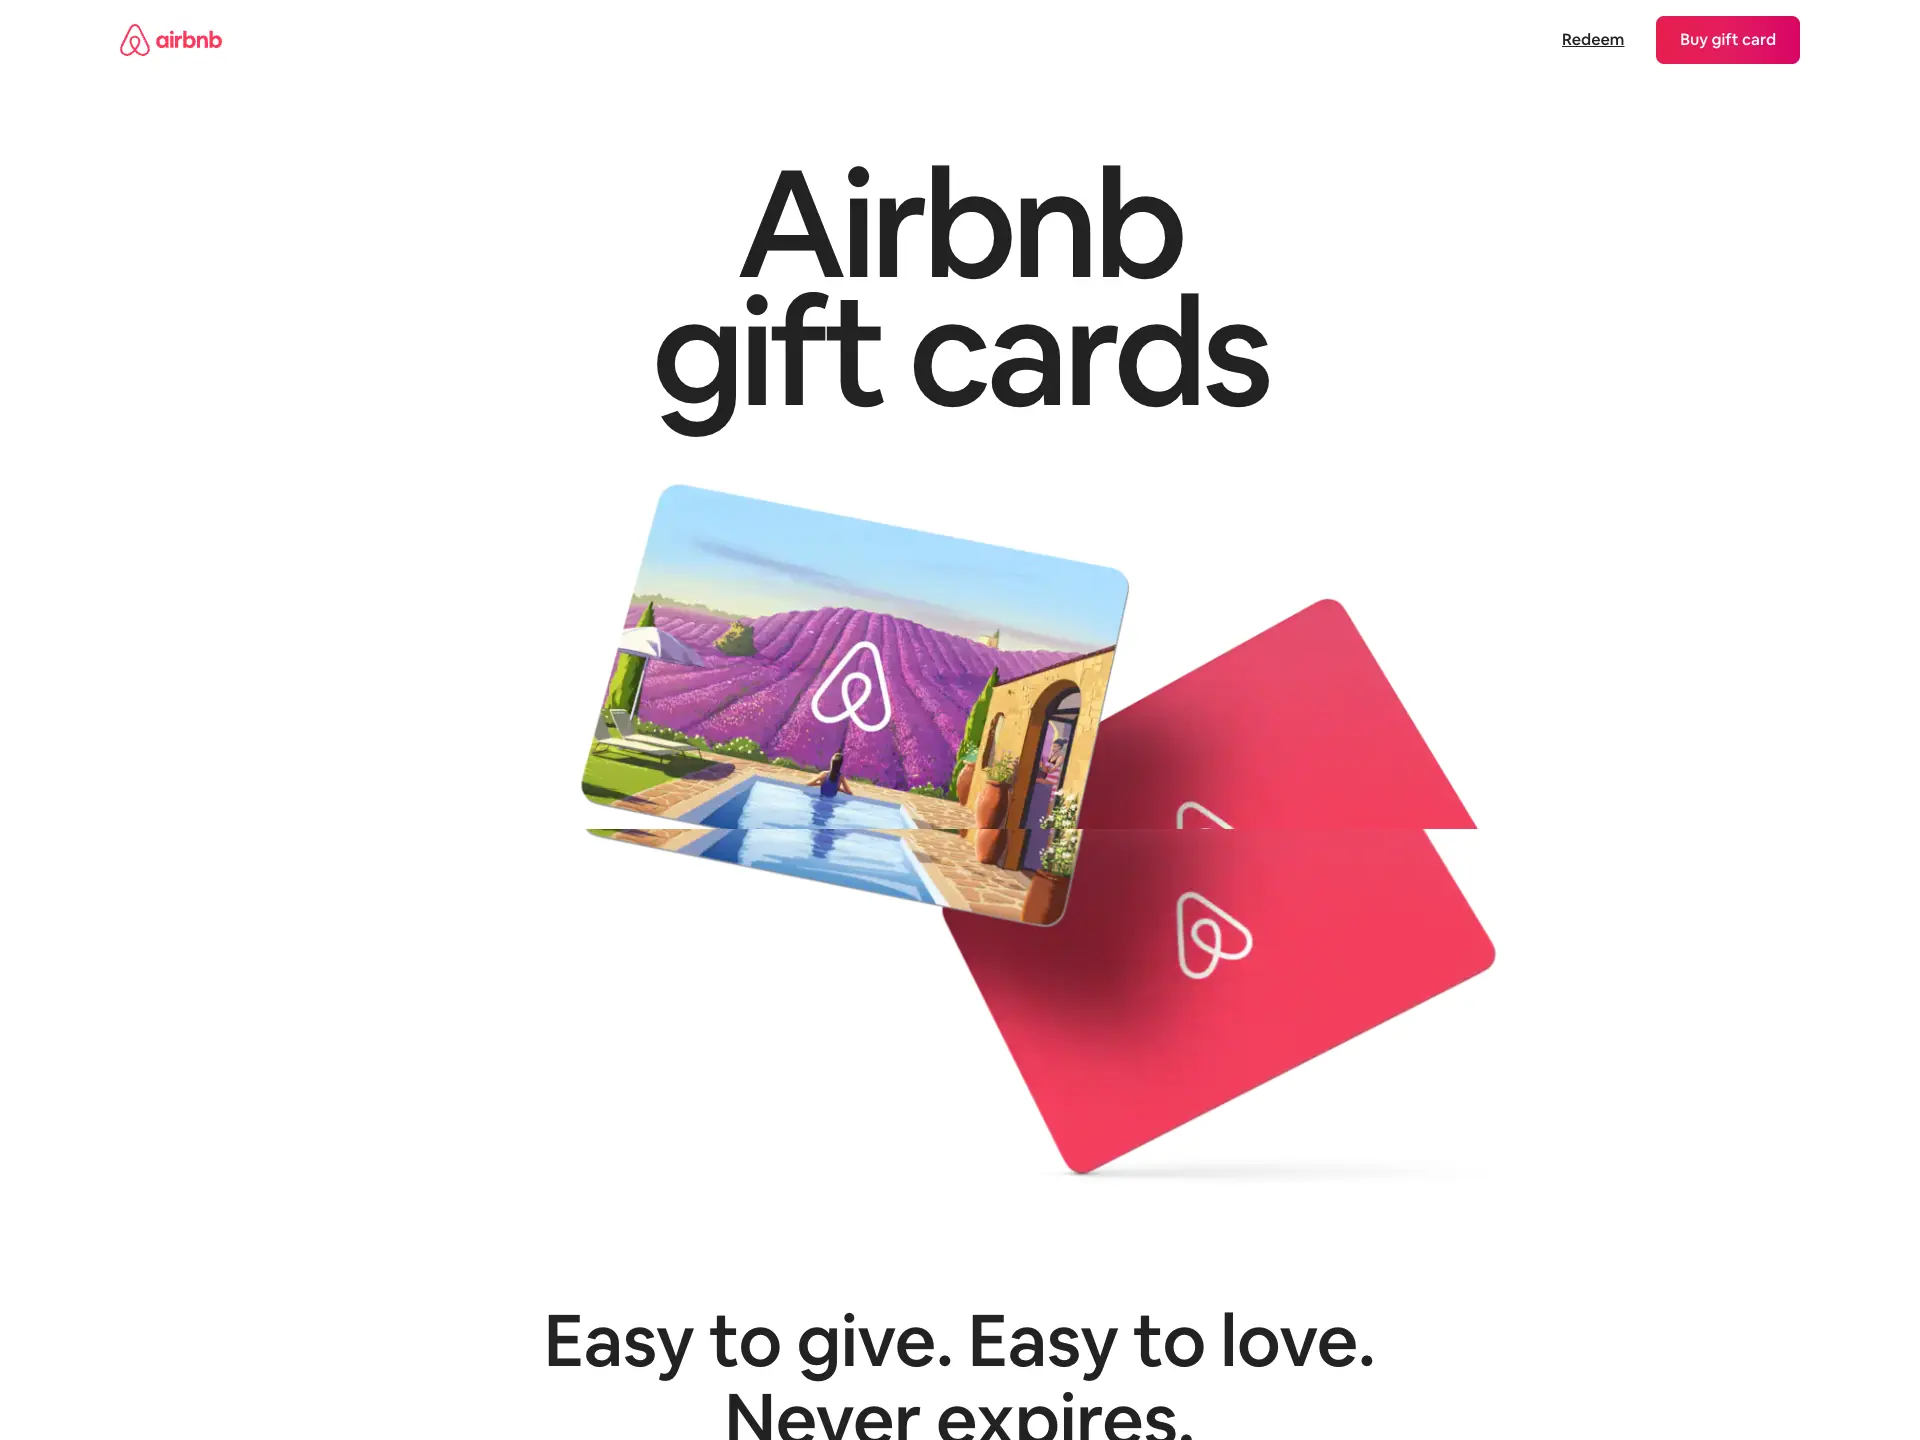 airbnb
Redeem
Buy gift card
Airbnb
gift cards
Easy to give. Easy to love.
Never expires.